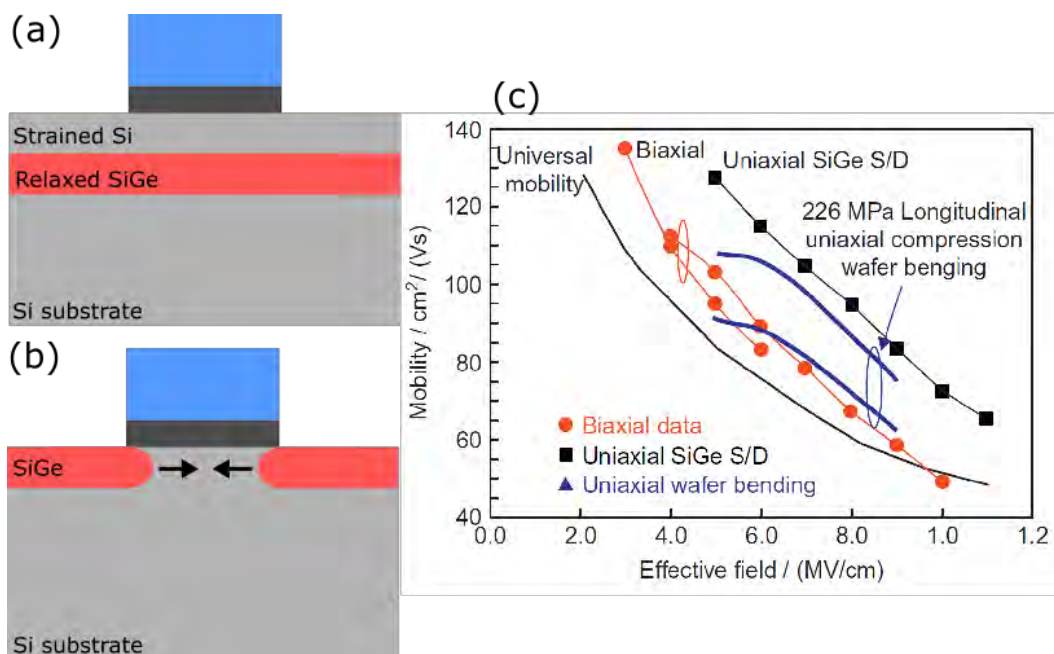 (a)
Strained Si
Relaxed SiGe
Si substrate
(b)
SiGe
Si substrate
(c)
140
120
100
80
60
40
Mobility / cm²/ (Vs)
Universal
mobility
Biaxial
Uniaxial SiGe S/D
226 MPa Longitudinal
uniaxial compression
wafer benging
Biaxial data
Uniaxial SiGe S/D
Uniaxial wafer bending
0.0 2.0 4.0 6.0 8.0 1.0 1.2
Effective field / (MV/cm)